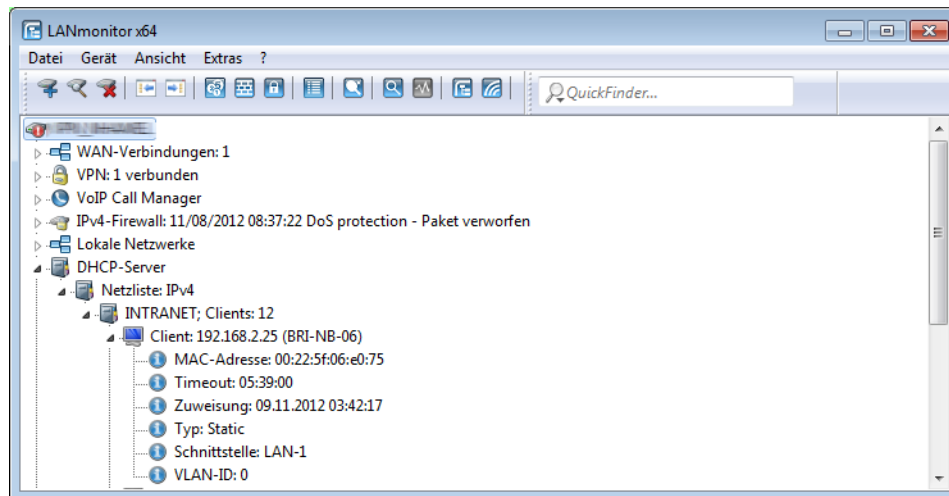 LANmonitor x64
Datei Gerät Ansicht Extras ?
QuickFinder...
WAN-Verbindungen: 1
VPN: 1 verbunden
VoIP Call Manager
IPv4-Firewall: 11/08/2012 08:37:22 DoS protection - Paket verworfen
Lokale Netzwerke
DHCP-Server
Netzliste: IPv4
INTRANET; Clients: 12
Client: 192.168.2.25 (BRI-NB-06)
MAC-Adresse: 00:22:5f:06:e0:75
Timeout: 05:39:00
Zuweisung: 09.11.2012 03:42:17
Typ: Static
Schnittstelle: LAN-1
VLAN-ID: 0